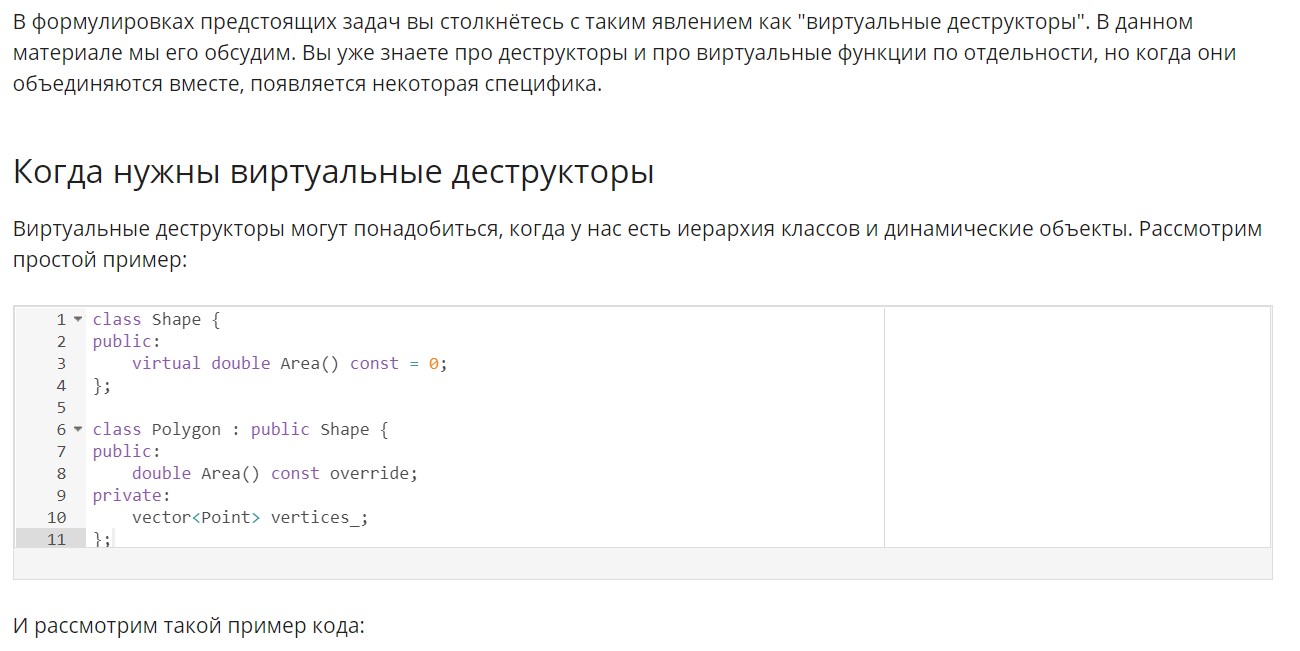 В формулировках предстоящих задач вы столкнётесь с таким явлением как "виртуальные деструкторы". В данном
материале мы его обсудим. Вы уже знаете про деструкторы и про виртуальные функции по отдельности, но когда они
объединяются вместе, появляется некоторая специфика.
Когда нужны виртуальные деструкторы
Виртуальные деструкторы могут понадобиться, когда у нас есть иерархия классов и динамические объекты. Рассмотрим
простой пример:
1 class Shape {
2 public:
3     virtual double Area() const = 0;
4 };
5
6 class Polygon : public Shape {
7 public:
8     double Area() const override;
9 private:
10     vector<Point> vertices_;
11 };
И рассмотрим такой пример кода: